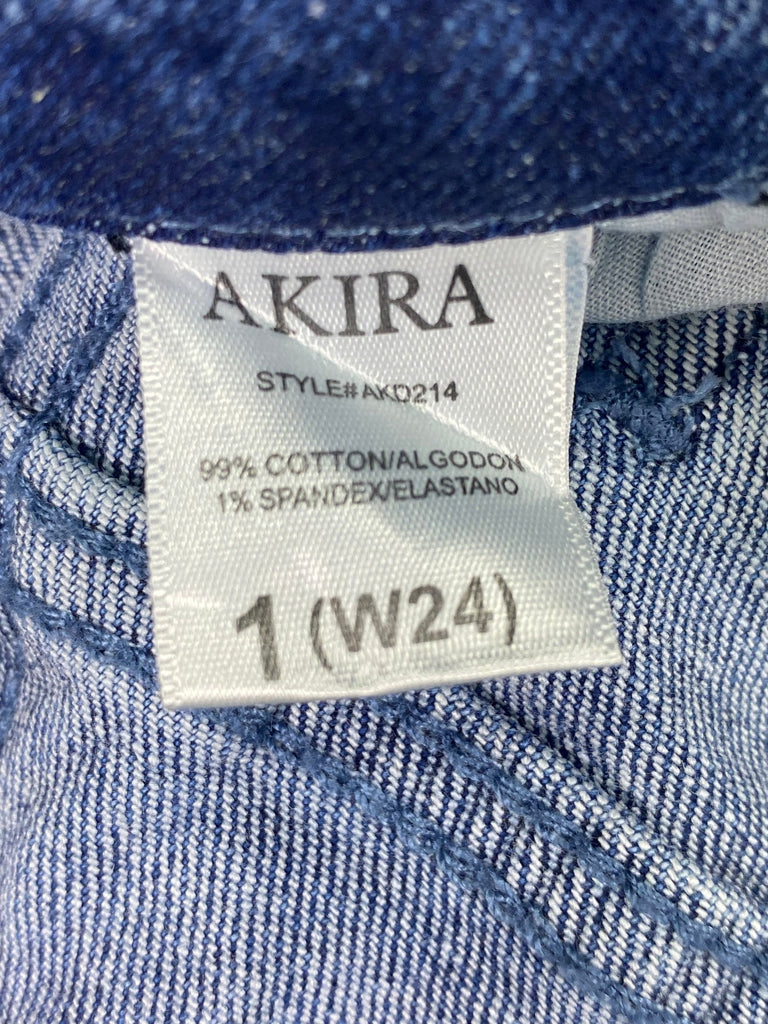 AKIRA
STYLE# AKD214
99% COTTON/ALGODON
1% SPANDEX/ELASTANO
1 (W24)